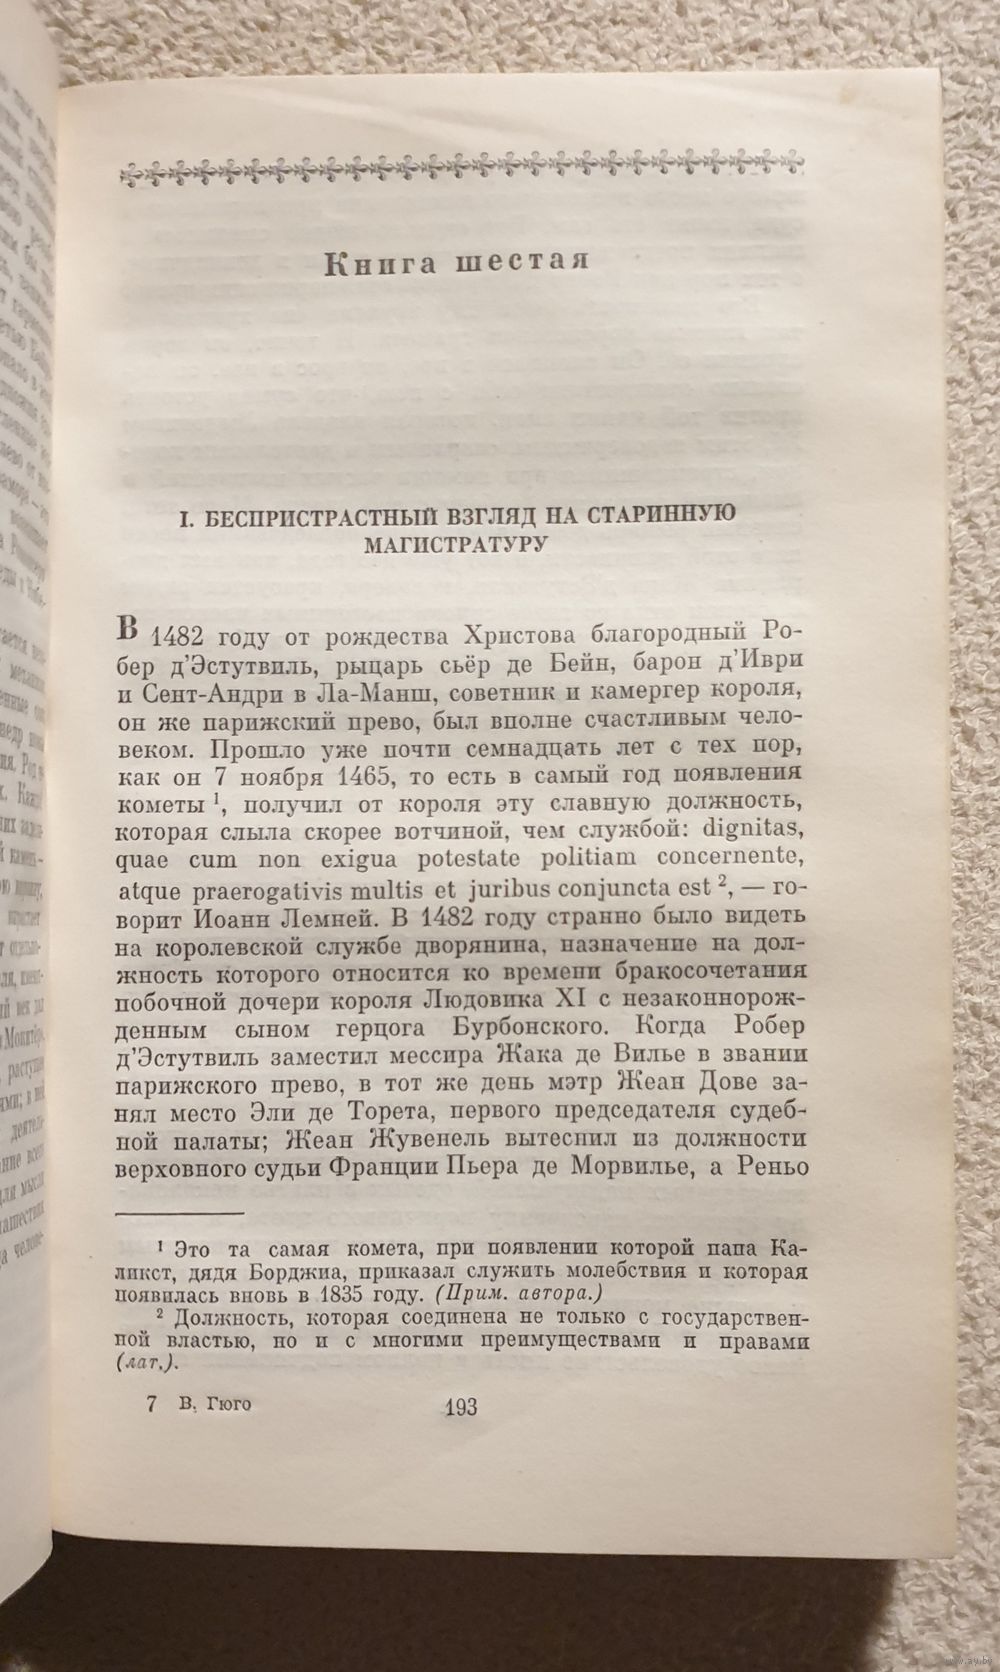 Книга шестая
I. БЕСПРИСТРАСТНЫЙ ВЗГЛЯД НА СТАРИННУЮ
МАГИСТРАТУРУ
В 1482 году от рождества Христова благородный Ро-
бер д’Эстутвиль, рыцарь сьёр де Бейн, барон д’Иври
и Сент-Андри в Ла-Манш, советник и камергер короля,
он же парижский прево, был вполне счастливым чело-
веком. Прошло уже почти семнадцать лет с тех пор,
как он 7 ноября 1465, то есть в самый год появления
кометы ¹, получил от короля эту славную должность,
которая слыла скорее вотчиной, чем службой: dignitas,
quae cum non exigua potestate politiam concernente,
atque praerogativis multis et juribus conjuncta est ², — го-
ворит Иоанн Лемней. В 1482 году странно было видеть
на королевской службе дворянина, назначение на дол-
жность которого относится ко времени бракосочетания
побочной дочери короля Людовика XI с незаконнорож-
денным сыном герцога Бурбонского. Когда Робер
д’Эстутвиль заместил мессира Жака де Вилье в звании
парижского прево, в тот же день мэтр Жеан Дове за-
нял место Эли де Торета, первого председателя судеб-
ной палаты; Жеан Жувенель вытеснил из должности
верховного судьи Франции Пьера де Морвилье, а Реньо
¹ Это та самая комета, при появлении которой папа Ка-
ликст, дядя Борджиа, приказал служить молебствия и которая
появилась вновь в 1835 году. (Прим. автора.)
² Должность, которая соединена не только с государствен-
ной властью, но и с многими преимуществами и правами
(лат.).
7 В. Гюго
193
www.ay.by